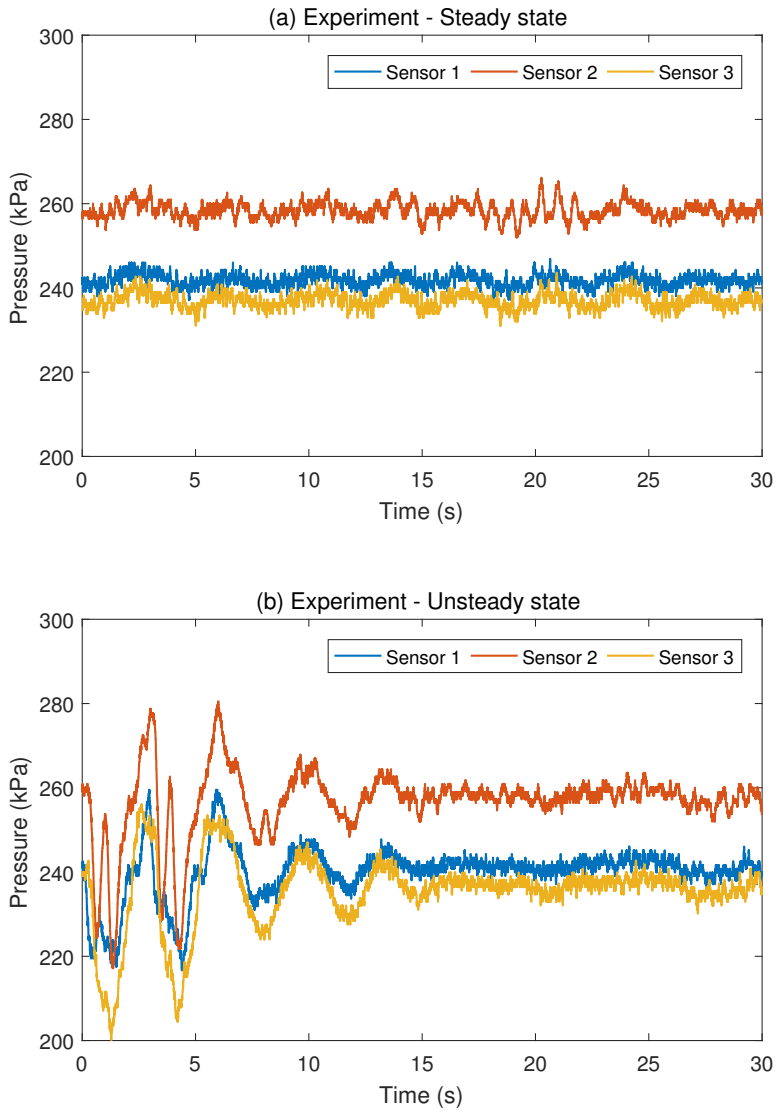 (a) Experiment - Steady state
300
280
260
240
220
200
Pressure (kPa)
Sensor 1 Sensor 2 Sensor 3
0 5 10 15 20 25 30
Time (s)
(b) Experiment - Unsteady state
300
280
260
240
220
200
Pressure (kPa)
Sensor 1 Sensor 2 Sensor 3
0 5 10 15 20 25 30
Time (s)